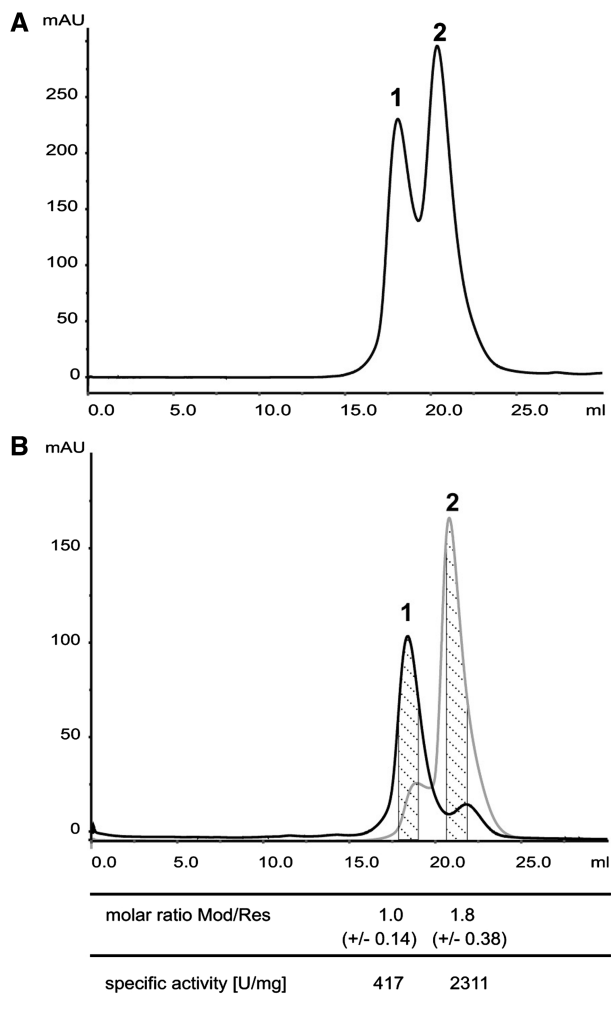 A
mAU
1
2
250
200
150
100
50
0
0.0 5.0 10.0 15.0 20.0 25.0 ml
B
mAU
2
150
1
100
50
0
0.0 5.0 10.0 15.0 20.0 25.0 ml
molar ratio Mod/Res 1.0 1.8
(+/- 0.14) (+/- 0.38)
specific activity [U/mg] 417 2311